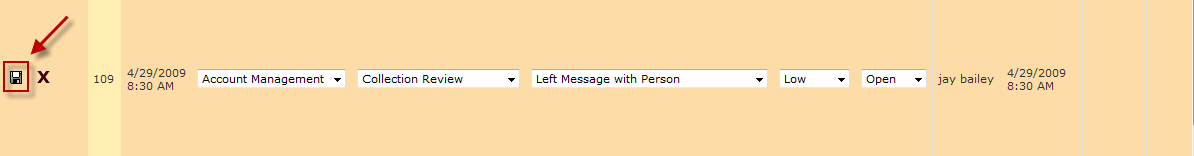 X 109 4/29/2009 8:30 AM Account Management Collection Review Left Message with Person Low Open jay bailey 4/29/2009 8:30 AM